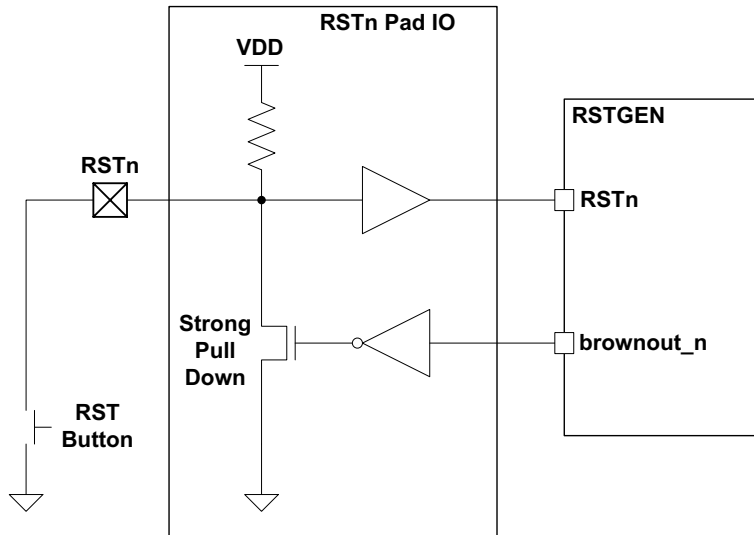 RSTn Pad IO
VDD
RSTGEN
RSTn
RSTn
Strong
Pull
Down
brownout_n
RST
Button